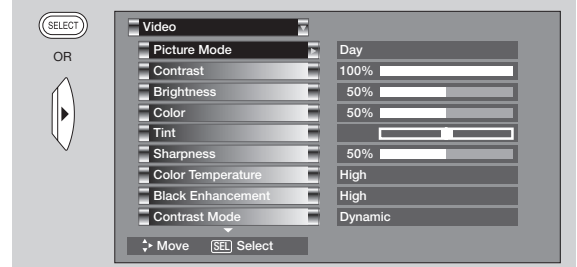 SELECT
OR
Video
Picture Mode Day
Contrast 100%
Brightness 50%
Color 50%
Tint
Sharpness 50%
Color Temperature High
Black Enhancement High
Contrast Mode Dynamic
Move SEL Select